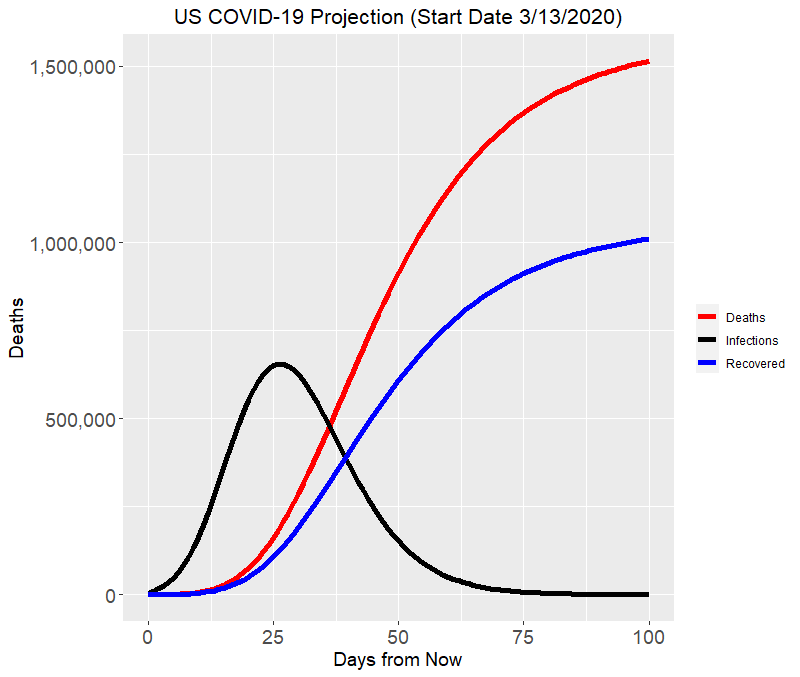 US COVID-19 Projection (Start Date 3/13/2020)
1,500,000
1,000,000
500,000
0
Deaths
0 25 50 75 100
Days from Now
Deaths
Infections
Recovered